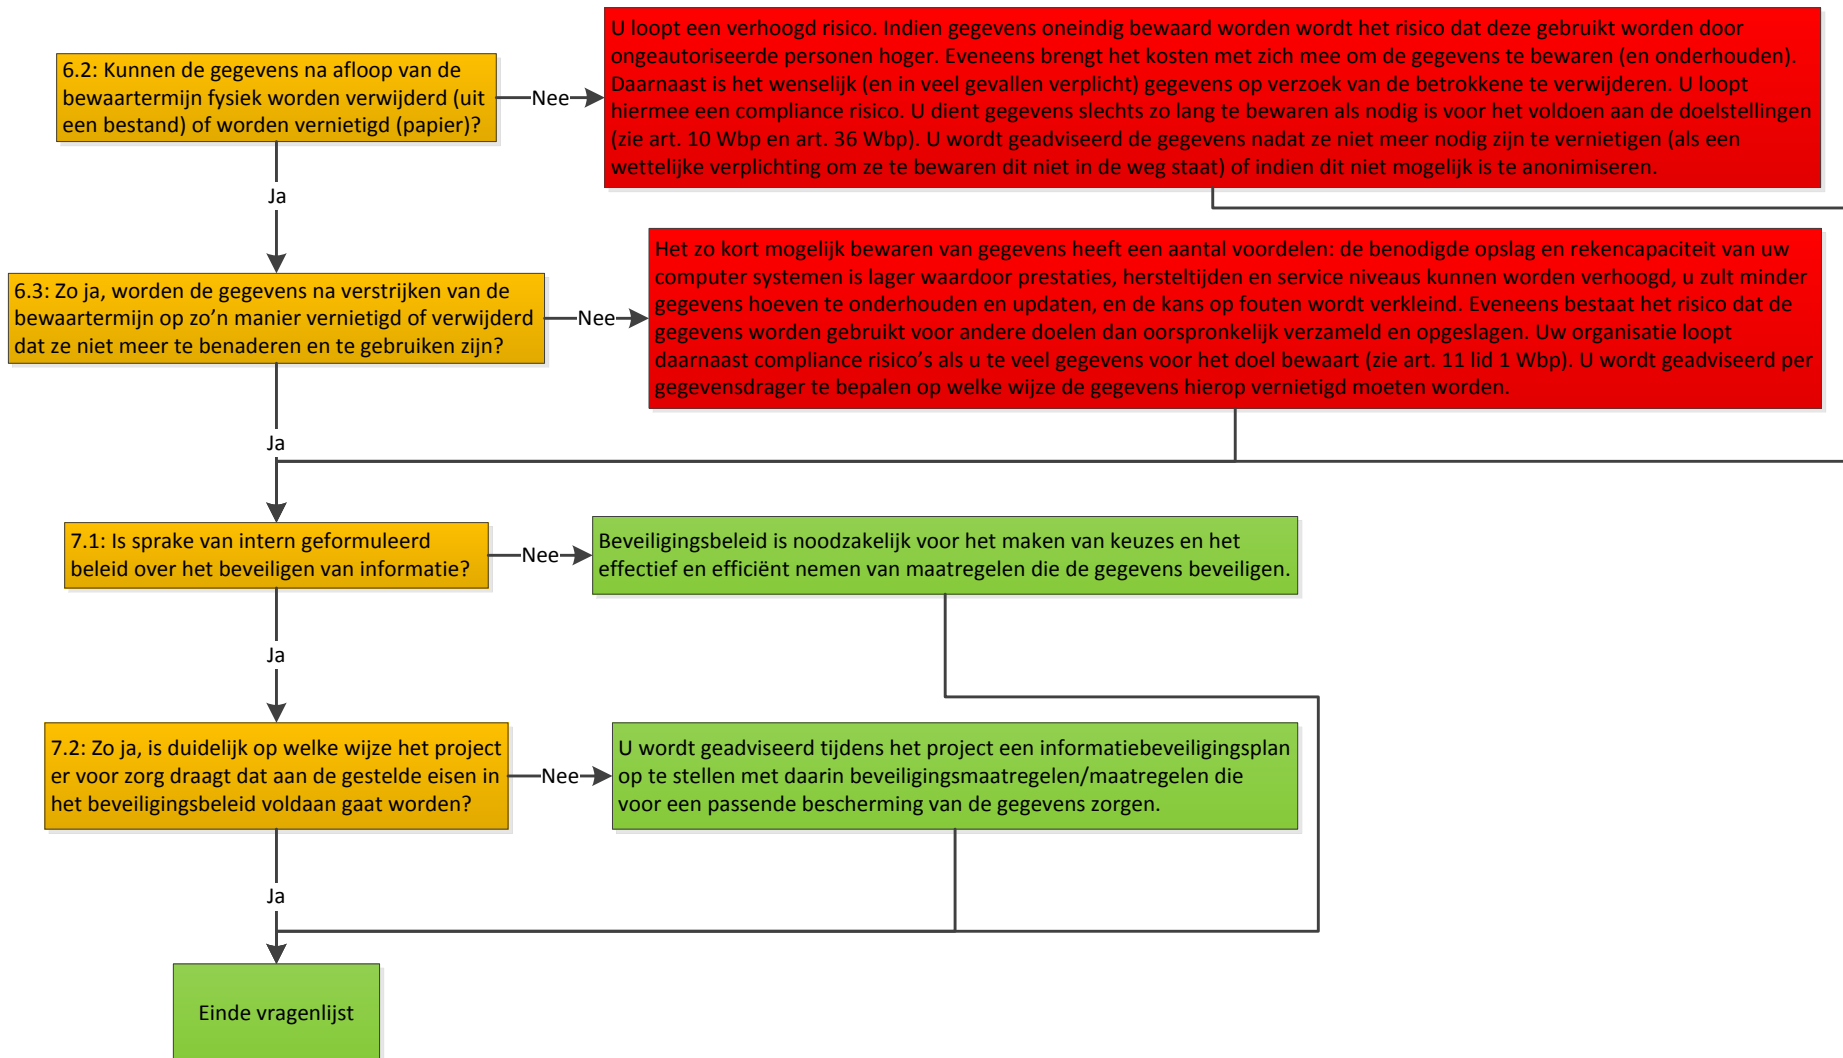 6.2: Kunnen de gegevens na afloop van de
bewaartermijn fysiek worden verwijderd (uit
een bestand) of worden vernietigd (papier)?
Nee
U loopt een verhoogd risico. Indien gegevens oneindig bewaard worden wordt het risico dat deze gebruikt worden door
ongeautoriseerde personen hoger. Eveneens brengt het kosten met zich mee om de gegevens te bewaren (en onderhouden).
Daarnaast is het wenselijk (en in veel gevallen verplicht) gegevens op verzoek van de betrokkene te verwijderen. U loopt
hiermee een compliance risico. U dient gegevens slechts zo lang te bewaren als nodig is voor het voldoen aan de doelstellingen
(zie art. 10 Wbp en art. 36 Wbp). U wordt geadviseerd de gegevens nadat ze niet meer nodig zijn te vernietigen (als een
wettelijke verplichting om ze te bewaren dit niet in de weg staat) of indien dit niet mogelijk is te anonimiseren.
Ja
6.3: Zo ja, worden de gegevens na verstrijken van de
bewaartermijn op zo’n manier vernietigd of verwijderd
dat ze niet meer te benaderen en te gebruiken zijn?
Nee
Het zo kort mogelijk bewaren van gegevens heeft een aantal voordelen: de benodigde opslag en rekencapaciteit van uw
computer systemen is lager waardoor prestaties, hersteltijden en service niveaus kunnen worden verhoogd, u zult minder
gegevens hoeven te onderhouden en updaten, en de kans op fouten wordt verkleind. Eveneens bestaat het risico dat de
gegevens worden gebruikt voor andere doelen dan oorspronkelijk verzameld en opgeslagen. Uw organisatie loopt
daarnaast compliance risico’s als u te veel gegevens voor het doel bewaart (zie art. 11 lid 1 Wbp). U wordt geadviseerd per
gegevensdrager te bepalen op welke wijze de gegevens hierop vernietigd moeten worden.
Ja
7.1: Is sprake van intern geformuleerd
beleid over het beveiligen van informatie?
Nee
Beveiligingsbeleid is noodzakelijk voor het maken van keuzes en het
effectief en efficiënt nemen van maatregelen die de gegevens beveiligen.
Ja
7.2: Zo ja, is duidelijk op welke wijze het project
er voor zorg draagt dat aan de gestelde eisen in
het beveiligingsbeleid voldaan gaat worden?
Nee
U wordt geadviseerd tijdens het project een informatiebeveiligingsplan
op te stellen met daarin beveiligingsmaatregelen/maatregelen die
voor een passende bescherming van de gegevens zorgen.
Ja
Einde vragenlijst